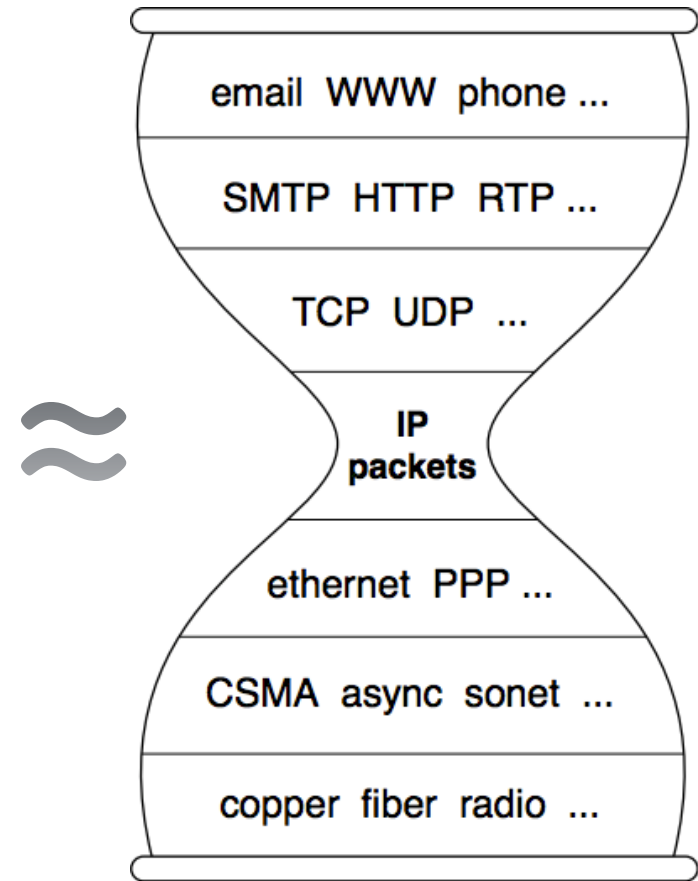 email WWW phone ...
SMTP HTTP RTP ...
TCP UDP ...
IP
packets
ethernet PPP ...
CSMA async sonet ...
copper fiber radio ...